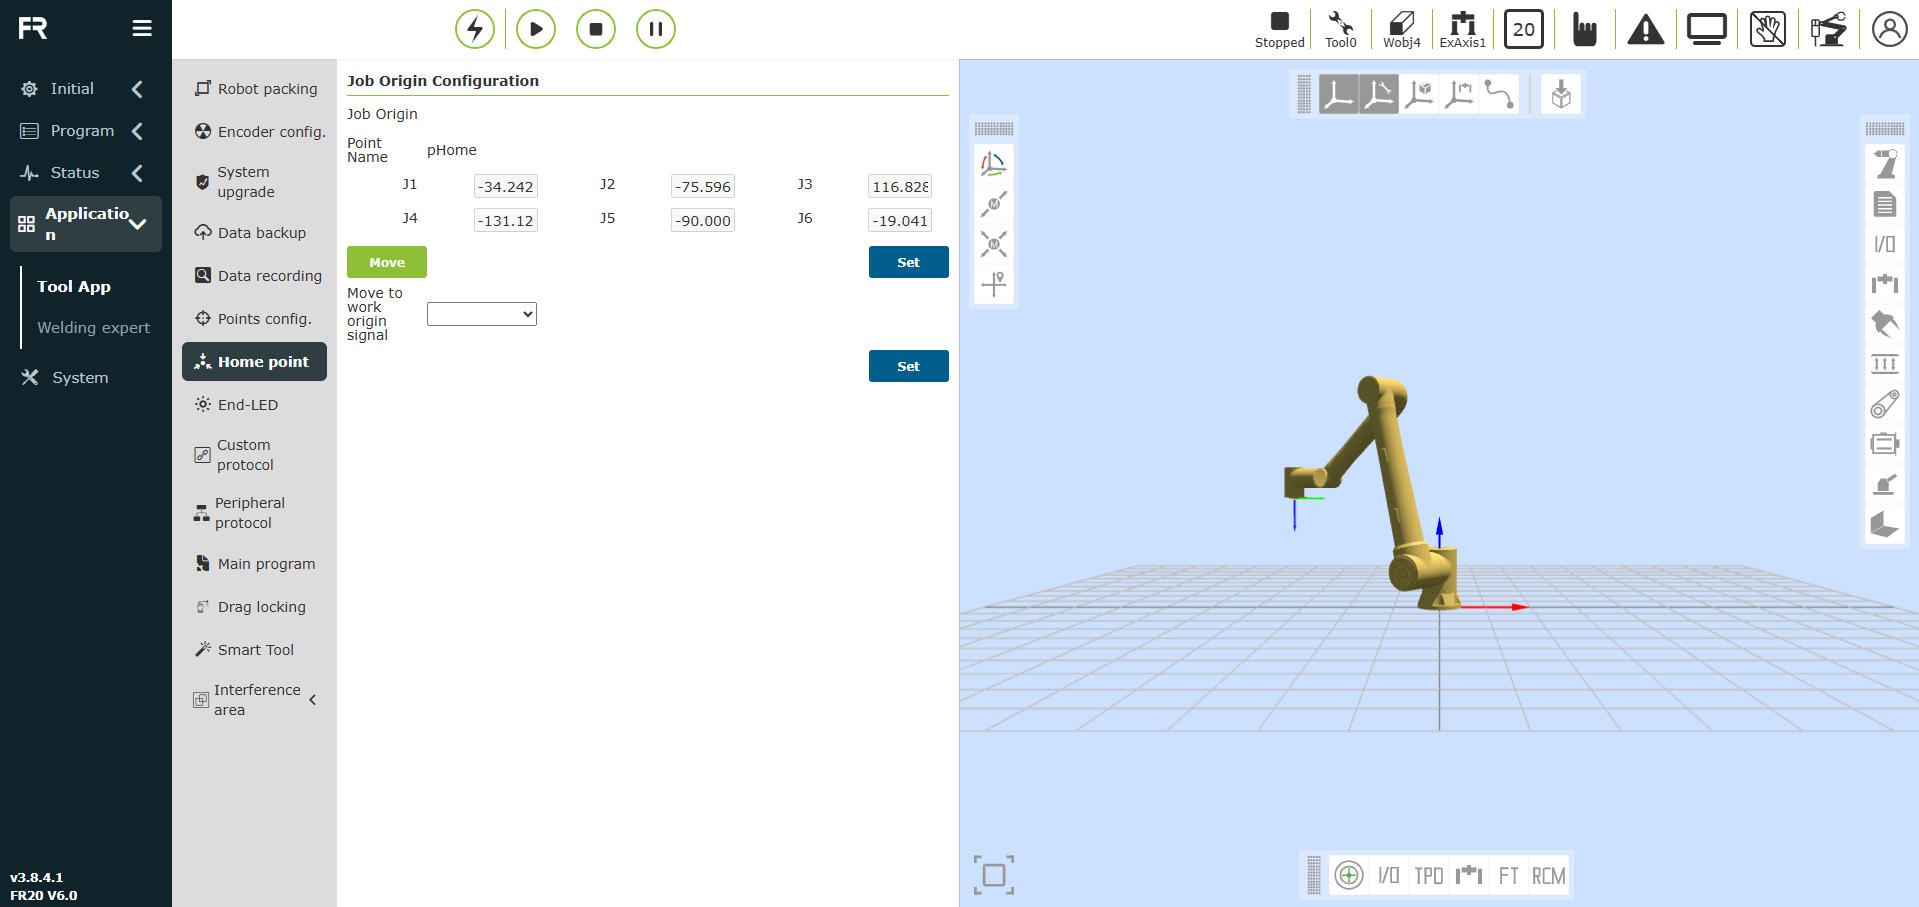 FR
Stopped
Tool0
Wobj4
ExAxis1
20
Initial
Program
Status
Applicatio
n
Tool App
Welding expert
System
v3.8.4.1
FR20 V6.0
Robot packing
Encoder config.
System
upgrade
Data backup
Data recording
Points config.
Home point
End-LED
Custom
protocol
Peripheral
protocol
Main program
Drag locking
Smart Tool
Interference
area
Job Origin Configuration
Job Origin
Point
Name
pHome
J1 -34.242 J2 -75.596 J3 116.828
J4 -131.12 J5 -90.000 J6 -19.041
Move
Set
Move to
work
origin
signal
Set
M
M
I/O
I/O
TPD
FT
RCM